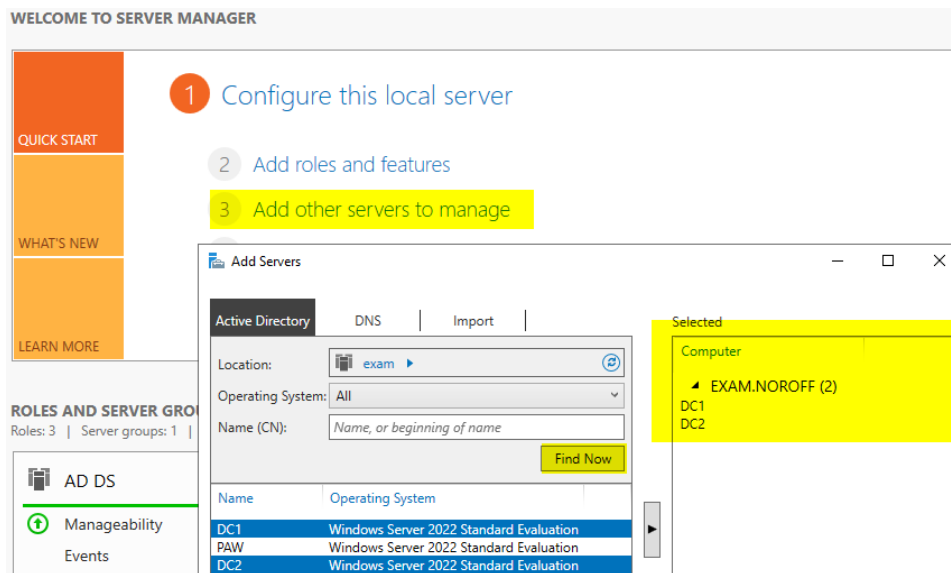 WELCOME TO SERVER MANAGER
QUICK START
WHAT'S NEW
LEARN MORE
1 Configure this local server
2 Add roles and features
3 Add other servers to manage
Add Servers
Active Directory
DNS
Import
Location:
exam
Operating System:
All
Name (CN):
Name, or beginning of name
Find Now
Name
Operating System
DC1
Windows Server 2022 Standard Evaluation
PAW
Windows Server 2022 Standard Evaluation
DC2
Windows Server 2022 Standard Evaluation
Selected
Computer
EXAM.NOROFF (2)
DC1
DC2
ROLES AND SERVER GROU
Roles: 3 | Server groups: 1 |
AD DS
Manageability
Events